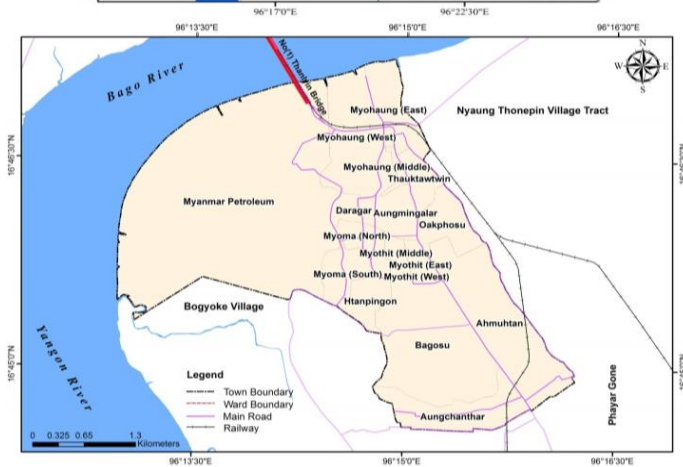 96°17'0"E
96°22'30"E
96°13'30"E
96°15'0"E
96°16'30"E
N
W
E
S
No(1) Thanlyin Bridge
Bago River
Myohaung (East)
Nyaung Thonepin Village Tract
Myohaung (West)
16°46'30"N
16°46'30"N
Myohaung (Middle)
Thauktawtwin
Myanmar Petroleum
Daragar
Aungmingalar
Oakphosu
Myoma (North)
Myothit (Middle)
Myothit (East)
Myoma (South)
Myothit (West)
Htanpingon
Bogyoke Village
Ahmuhtan
Yangon River
Bagosu
16°45'0"N
Legend
Town Boundary
Ward Boundary
Main Road
Railway
Phayar Gone
Aungchanthar
0 0.325 0.65 1.3
Kilometers
96°13'30"E
96°15'0"E
96°16'30"E